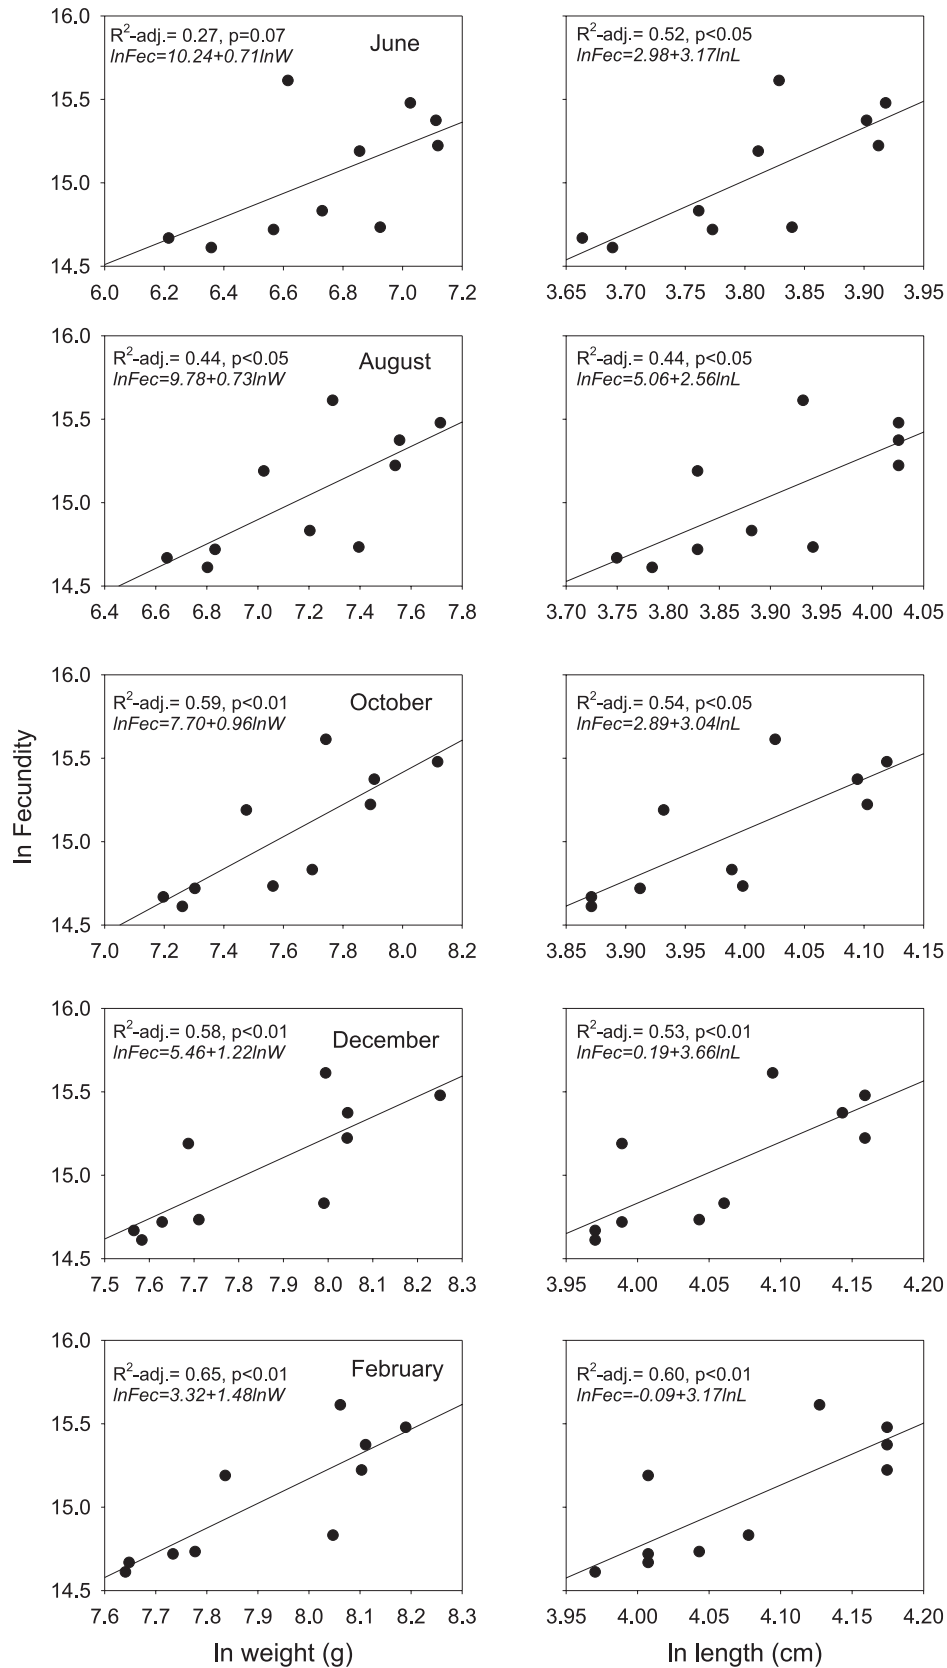 R²-adj.= 0.27, p=0.07
lnFec=10.24+0.71lnW
June
R²-adj.= 0.52, p<0.05
lnFec=2.98+3.17lnL
15.5
15.0
14.5
6.0 6.2 6.4 6.6 6.8 7.0 7.2
3.65 3.70 3.75 3.80 3.85 3.90 3.95
16.0
R²-adj.= 0.44, p<0.05
lnFec=9.78+0.73lnW
August
R²-adj.= 0.44, p<0.05
lnFec=5.06+2.56lnL
15.5
15.0
14.5
6.4 6.6 6.8 7.0 7.2 7.4 7.6 7.8
3.70 3.75 3.80 3.85 3.90 3.95 4.00 4.05
16.0
R²-adj.= 0.59, p<0.01
lnFec=7.70+0.96lnW
October
R²-adj.= 0.54, p<0.05
lnFec=2.89+3.04lnL
15.5
15.0
14.5
7.0 7.2 7.4 7.6 7.8 8.0 8.2
3.85 3.90 3.95 4.00 4.05 4.10 4.15
ln Fecundity
16.0
R²-adj.= 0.58, p<0.01
lnFec=5.46+1.22lnW
December
R²-adj.= 0.53, p<0.01
lnFec=0.19+3.66lnL
15.5
15.0
14.5
7.5 7.6 7.7 7.8 7.9 8.0 8.1 8.2 8.3
3.95 4.00 4.05 4.10 4.15 4.20
16.0
R²-adj.= 0.65, p<0.01
lnFec=3.32+1.48lnW
February
R²-adj.= 0.60, p<0.01
lnFec=-0.09+3.17lnL
15.5
15.0
14.5
7.6 7.7 7.8 7.9 8.0 8.1 8.2 8.3
3.95 4.00 4.05 4.10 4.15 4.20
ln weight (g)
ln length (cm)